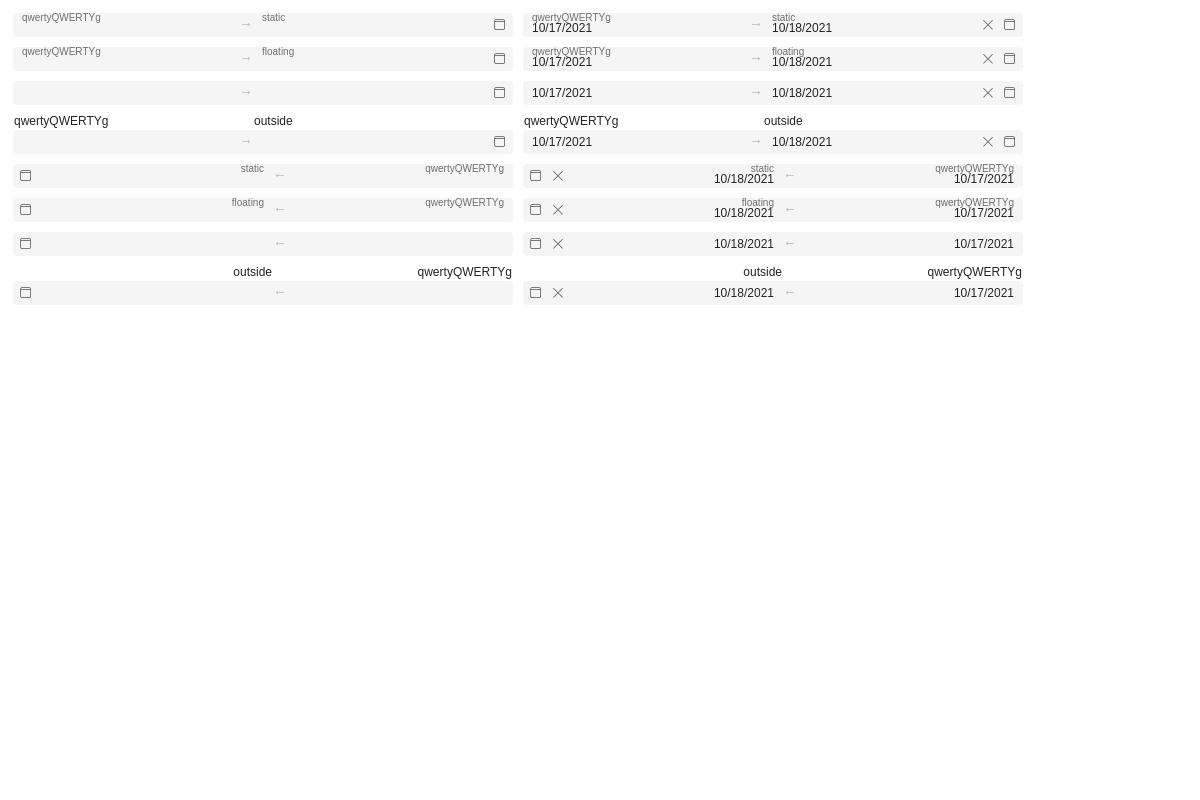 qwertyQWERTYg → static qwertyQWERTYg static
10/17/2021 → 10/18/2021
qwertyQWERTYg → floating qwertyQWERTYg floating
10/17/2021 → 10/18/2021
→ 10/17/2021 → 10/18/2021
qwertyQWERTYg outside qwertyQWERTYg outside
→ 10/17/2021 → 10/18/2021
static ← qwertyQWERTYg static qwertyQWERTYg
10/18/2021 ← 10/17/2021
floating ← qwertyQWERTYg floating qwertyQWERTYg
10/18/2021 ← 10/17/2021
← 10/18/2021 ← 10/17/2021
outside qwertyQWERTYg outside qwertyQWERTYg
← 10/18/2021 ← 10/17/2021